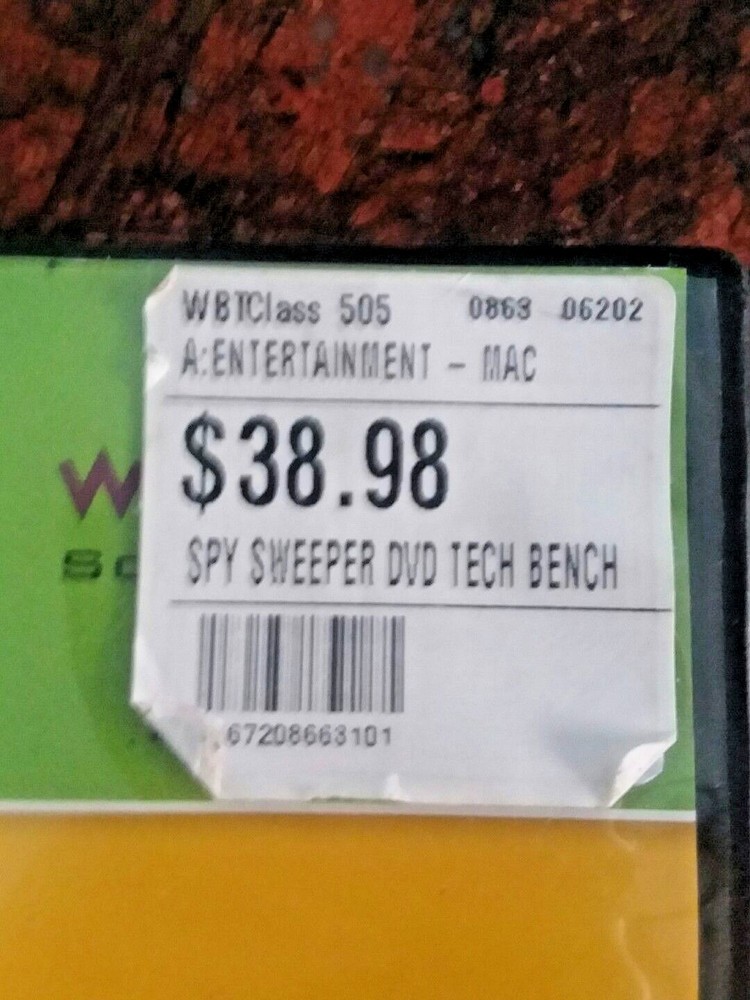 WBTClass 505 0863 06202
A:ENTERTAINMENT - MAC
$38.98
W
SPY SWEEPER DVD TECH BENCH
67208663101